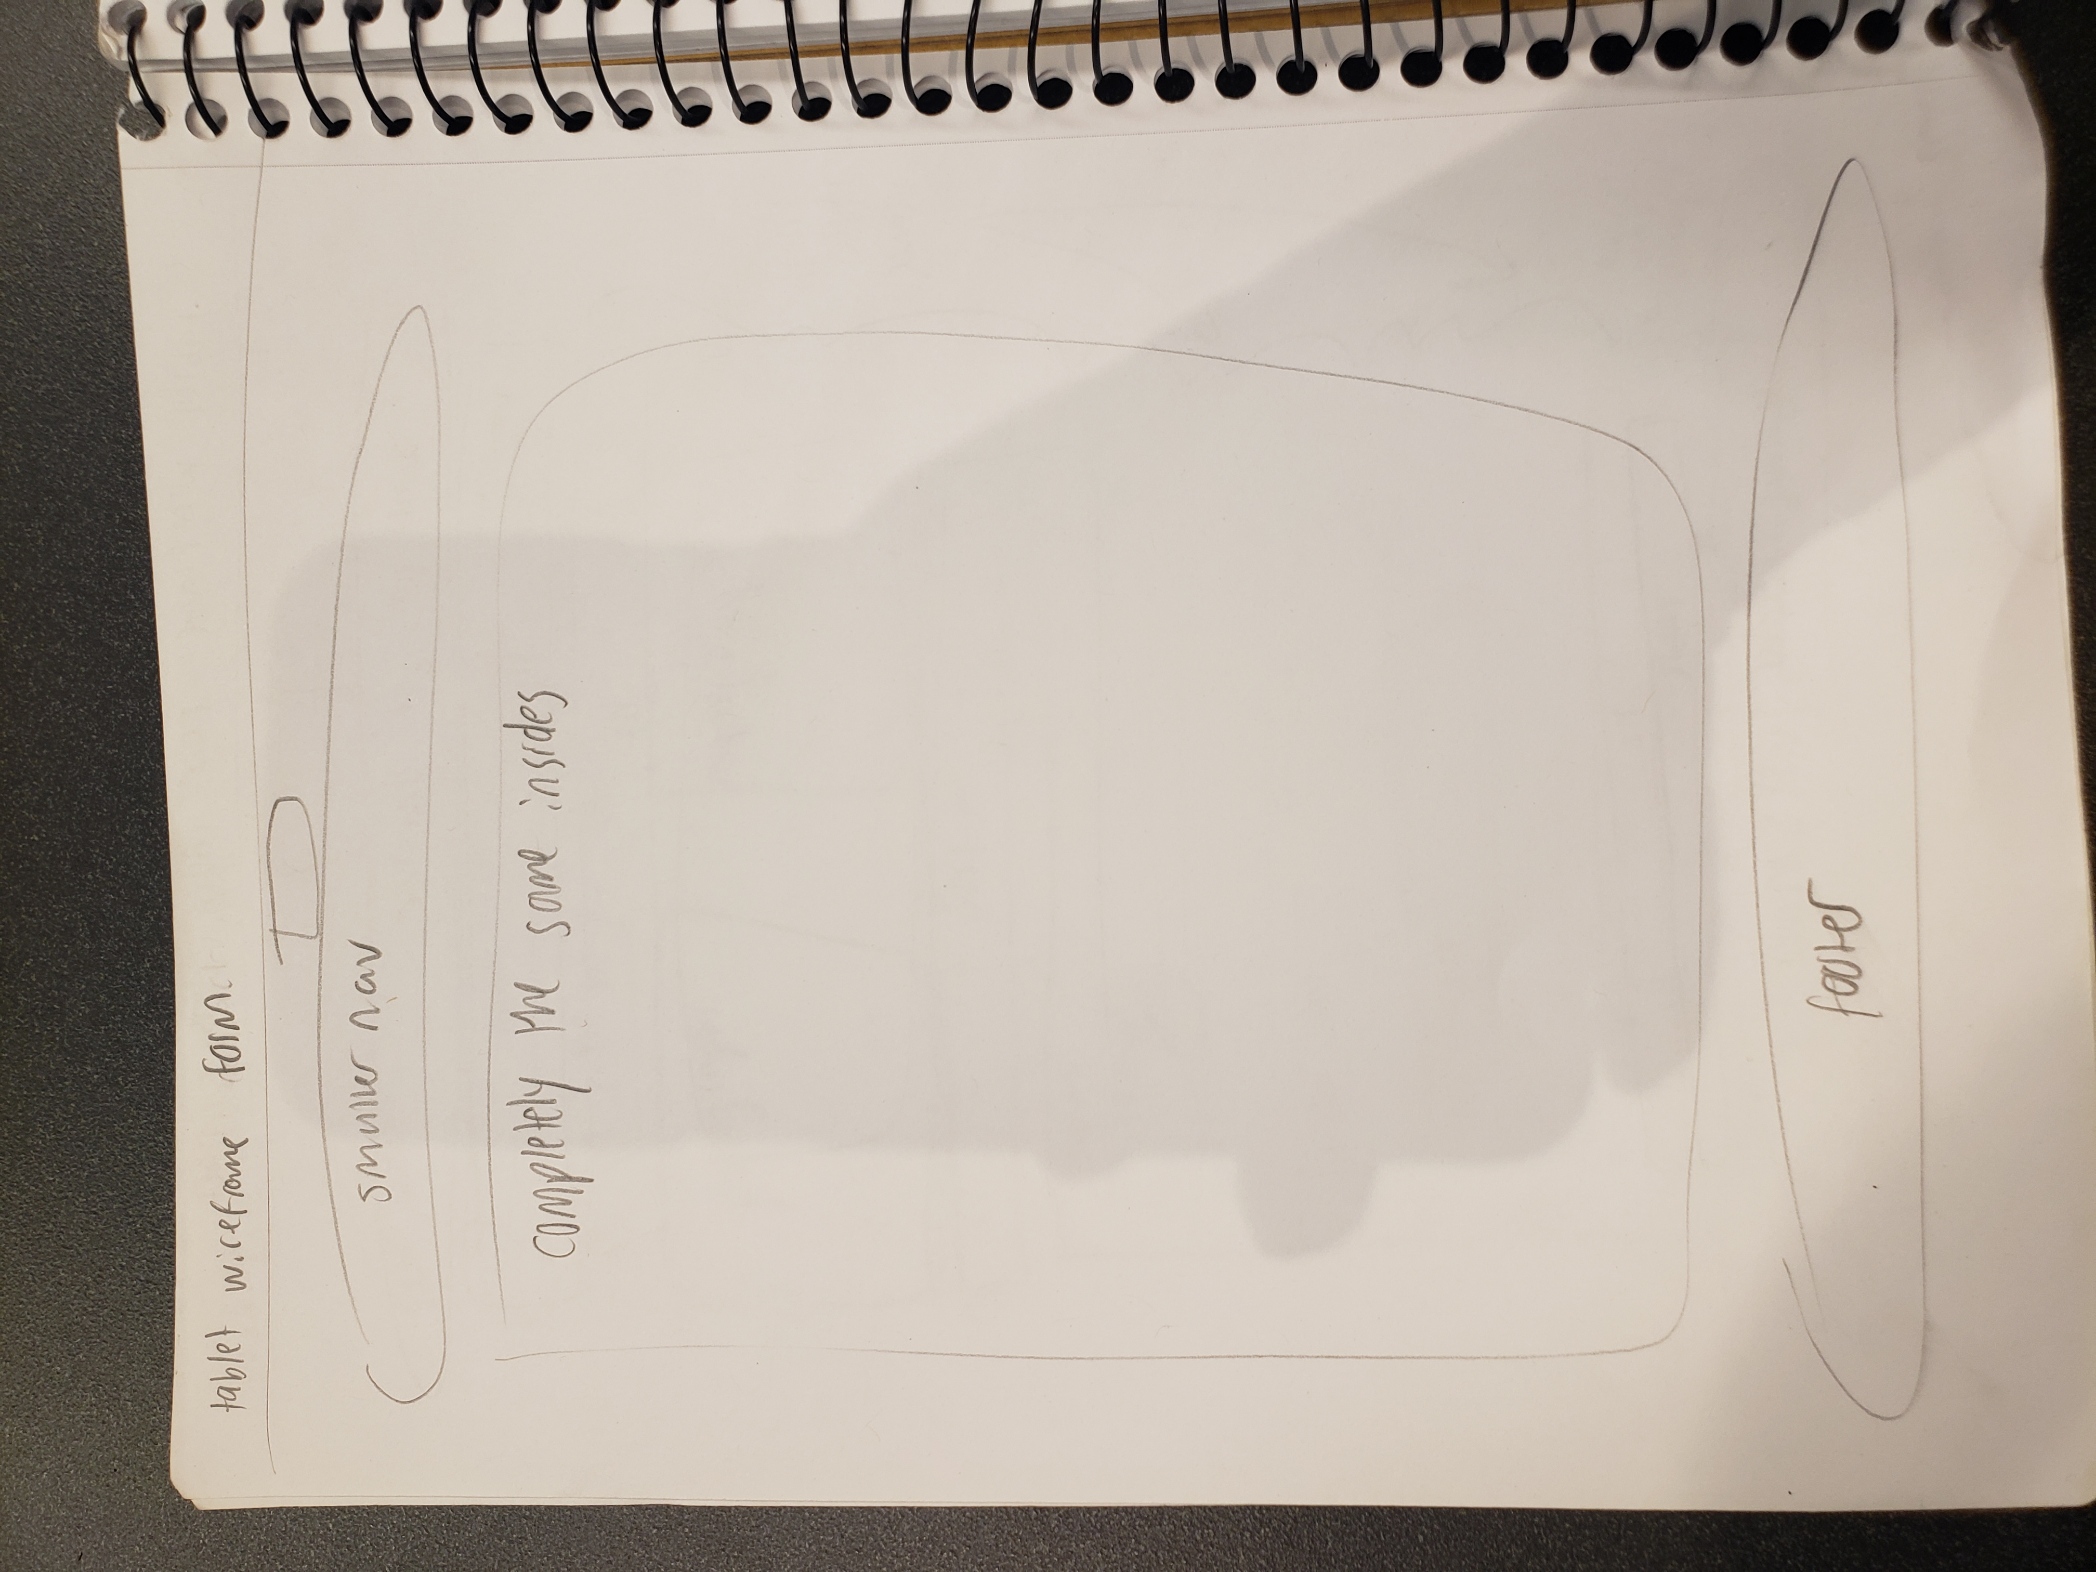 tablet wireframe form.
smaller nav
completely the same insides
footer